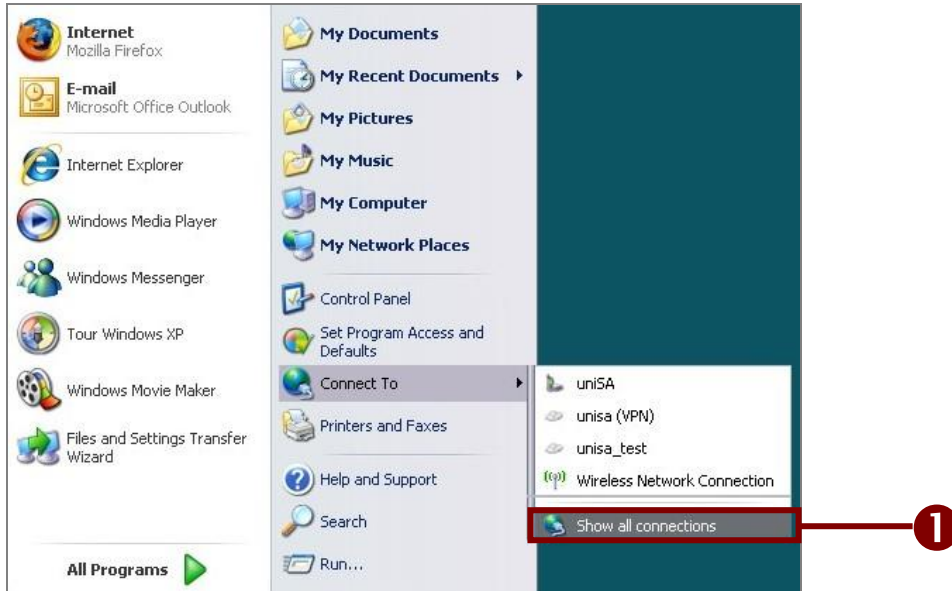 Internet
Mozilla Firefox
E-mail
Microsoft Office Outlook
Internet Explorer
Windows Media Player
Windows Messenger
Tour Windows XP
Windows Movie Maker
Files and Settings Transfer
Wizard
All Programs
My Documents
My Recent Documents
My Pictures
My Music
My Computer
My Network Places
Control Panel
Set Program Access and
Defaults
Connect To
Printers and Faxes
Help and Support
Search
Run...
uniSA
unisa (VPN)
unisa_test
Wireless Network Connection
Show all connections
1